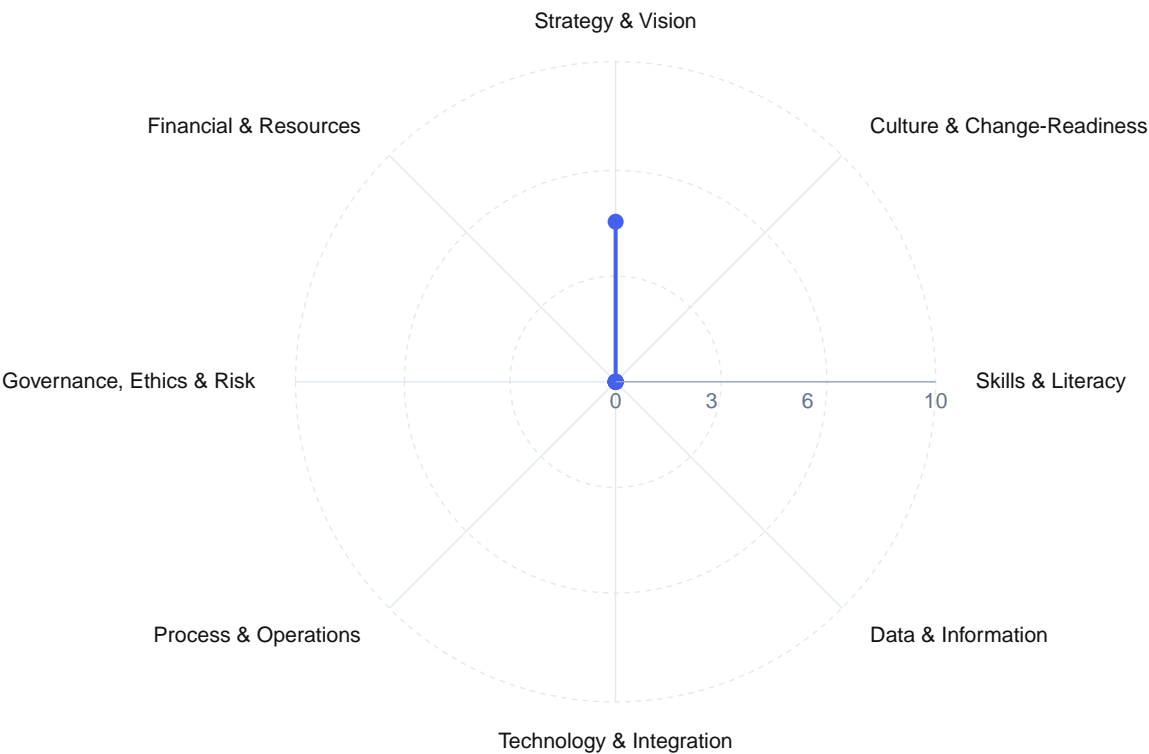 Strategy & Vision
Financial & Resources
Culture & Change-Readiness
Governance, Ethics & Risk
Skills & Literacy
0
3
6
10
Process & Operations
Data & Information
Technology & Integration